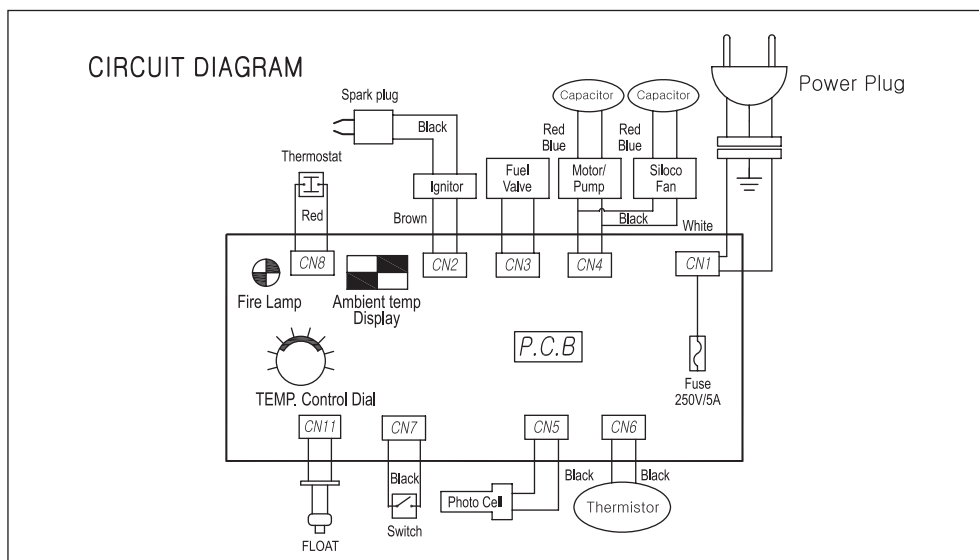 CIRCUIT DIAGRAM
Power Plug
Spark plug
Capacitor
Capacitor
Black
Red
Blue
Red
Blue
Thermostat
Ignitor
Fuel
Valve
Motor/
Pump
Siloco
Fan
Red
Brown
Black
White
CN8
CN2
CN3
CN4
CN1
Fire Lamp
Ambient temp
Display
P.C.B
Fuse
250V/5A
TEMP. Control Dial
CN11
CN7
CN5
CN6
Black
Black
Black
Photo Cell
Thermistor
Switch
FLOAT